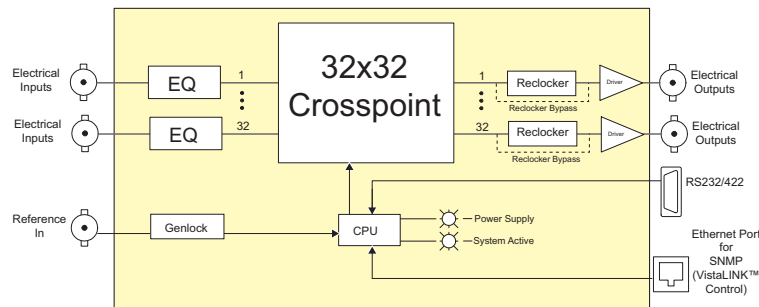 Electrical
Inputs
EQ
1
32x32
Crosspoint
1
Reclocker
Reclocker Bypass
Driver
Electrical
Outputs
Electrical
Inputs
EQ
32
32
Reclocker
Reclocker Bypass
Driver
Electrical
Outputs
RS232/422
Reference
In
Genlock
CPU
Power Supply
System Active
Ethernet Port
for
SNMP
(VistaLINK™
Control)